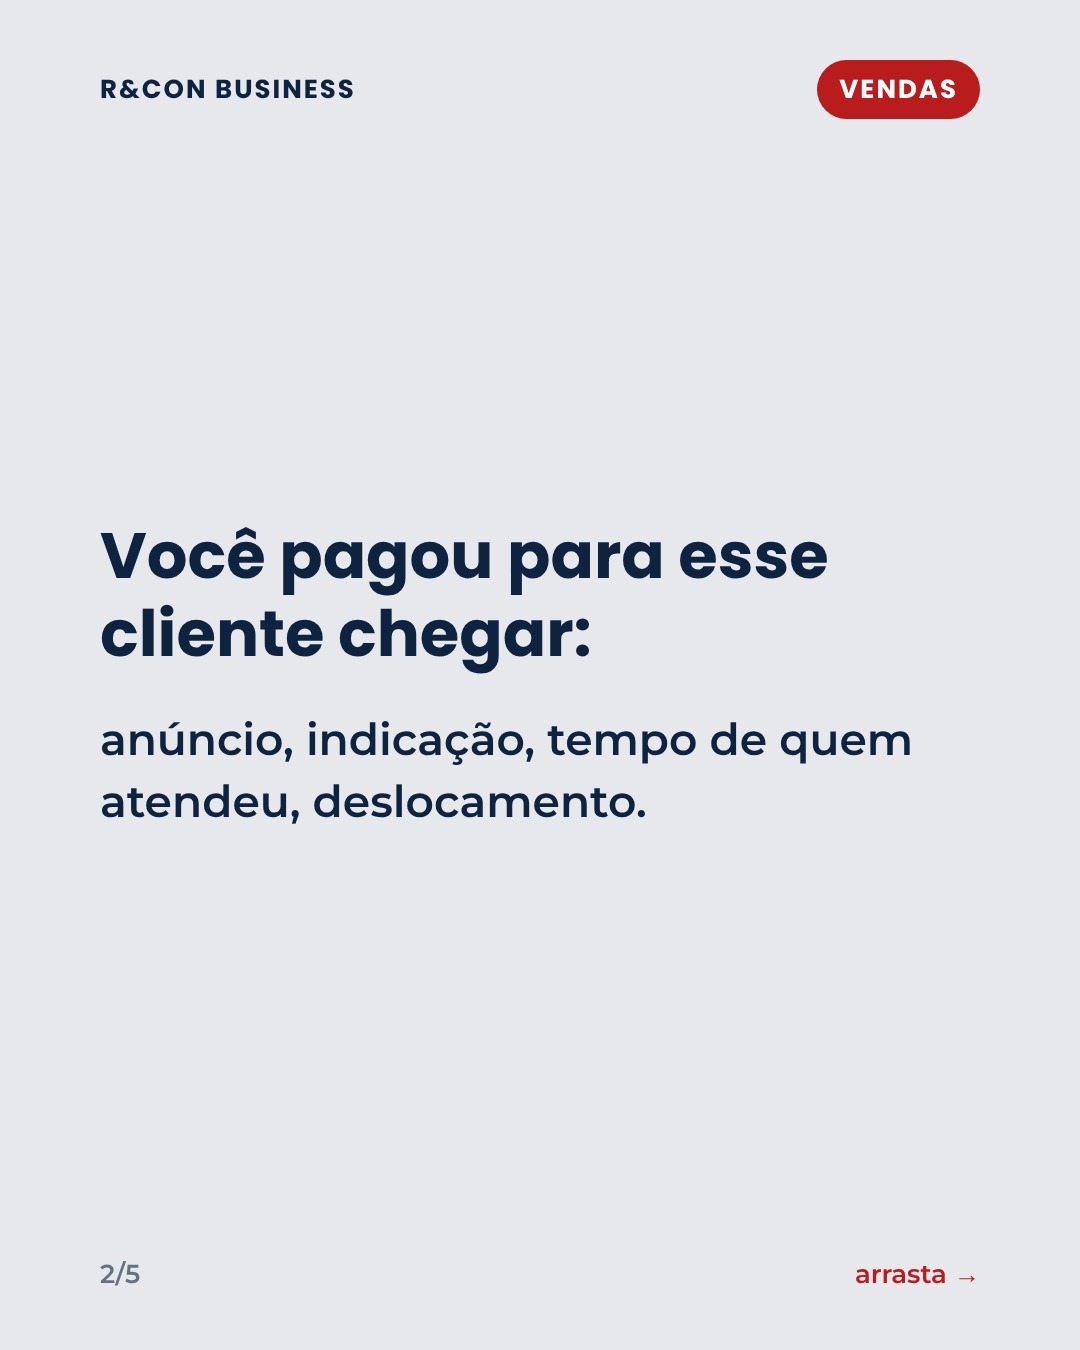 R&CON BUSINESS
VENDAS
Você pagou para esse
cliente chegar:
anúncio, indicação, tempo de quem
atendeu, deslocamento.
2/5
arrasta →